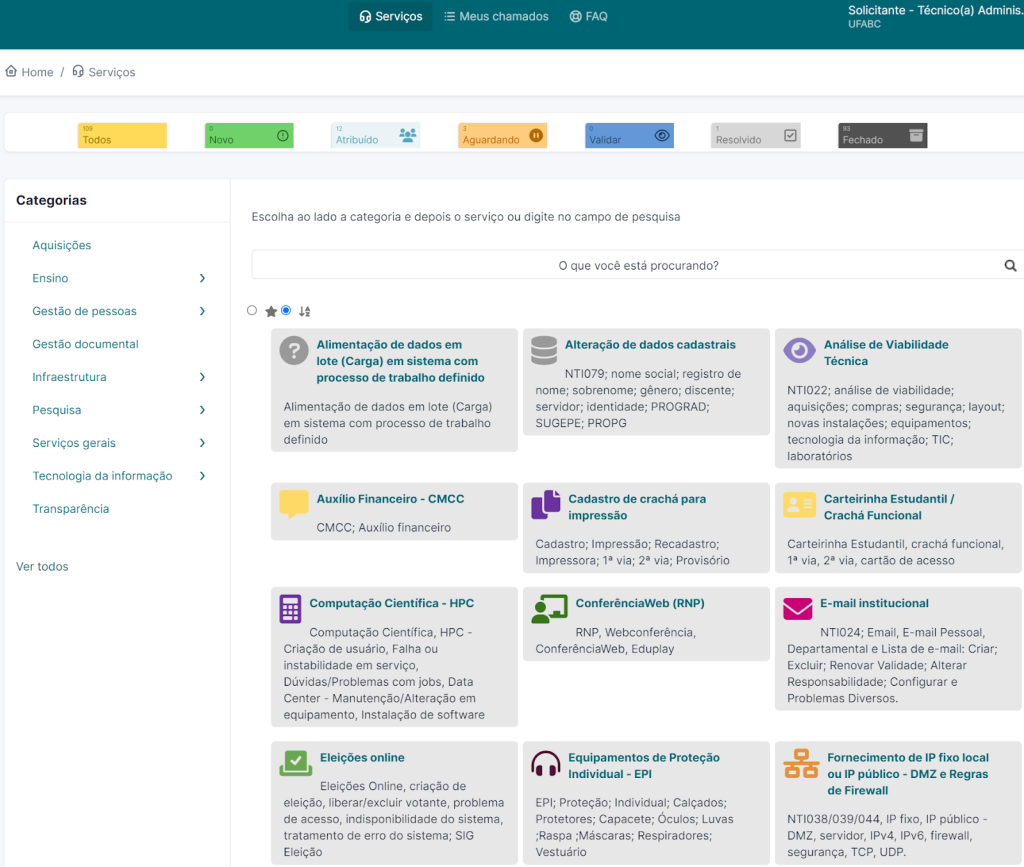 Serviços
Meus chamados
FAQ
Solicitante - Técnico(a) Adminis.
UFABC
Home / Serviços
109
Todos
0
Novo
12
Atribuído
3
Aguardando
0
Validar
1
Resolvido
93
Fechado
Categorias
Aquisições
Ensino
Gestão de pessoas
Gestão documental
Infraestrutura
Pesquisa
Serviços gerais
Tecnologia da informação
Transparência
Ver todos
Escolha ao lado a categoria e depois o serviço ou digite no campo de pesquisa
O que você está procurando?
Alimentação de dados em
lote (Carga) em sistema com
processo de trabalho definido
Alimentação de dados em lote (Carga)
em sistema com processo de trabalho
definido
Alteração de dados cadastrais
NTI079; nome social; registro de
nome; sobrenome; gênero; discente;
servidor; identidade; PROGRAD;
SUGEPE; PROPG
Análise de Viabilidade
Técnica
NTI022; análise de viabilidade;
aquisições; compras; segurança; layout;
novas instalações; equipamentos;
tecnologia da informação; TIC;
laboratórios
Auxílio Financeiro - CMCC
CMCC; Auxílio financeiro
Cadastro de crachá para
impressão
Cadastro; Impressão; Recadastro;
Impressora; 1ª via; 2ª via; Provisório
Carteirinha Estudantil /
Crachá Funcional
Carteirinha Estudantil, crachá funcional,
1ª via, 2ª via, cartão de acesso
Computação Científica - HPC
Computação Científica, HPC -
Criação de usuário, Falha ou
instabilidade em serviço,
Dúvidas/Problemas com jobs, Data
Center - Manutenção/Alteração em
equipamento, Instalação de software
ConferênciaWeb (RNP)
RNP, Webconferência,
ConferênciaWeb, Eduplay
E-mail institucional
NTI024; Email, E-mail Pessoal,
Departamental e Lista de e-mail: Criar;
Excluir; Renovar Validade; Alterar
Responsabilidade; Configurar e
Problemas Diversos.
Eleições online
Eleições Online, criação de
eleição, liberar/excluir votante, problema
de acesso, indisponibilidade do sistema,
tratamento de erro do sistema; SIG
Eleição
Equipamentos de Proteção
Individual - EPI
EPI; Proteção; Individual; Calçados;
Protetores; Capacete; Óculos; Luvas
;Raspa ;Máscaras; Respiradores;
Vestuário
Fornecimento de IP fixo local
ou IP público - DMZ e Regras
de Firewall
NTI038/039/044, IP fixo, IP público -
DMZ, servidor, IPv4, IPv6, firewall,
segurança, TCP, UDP.